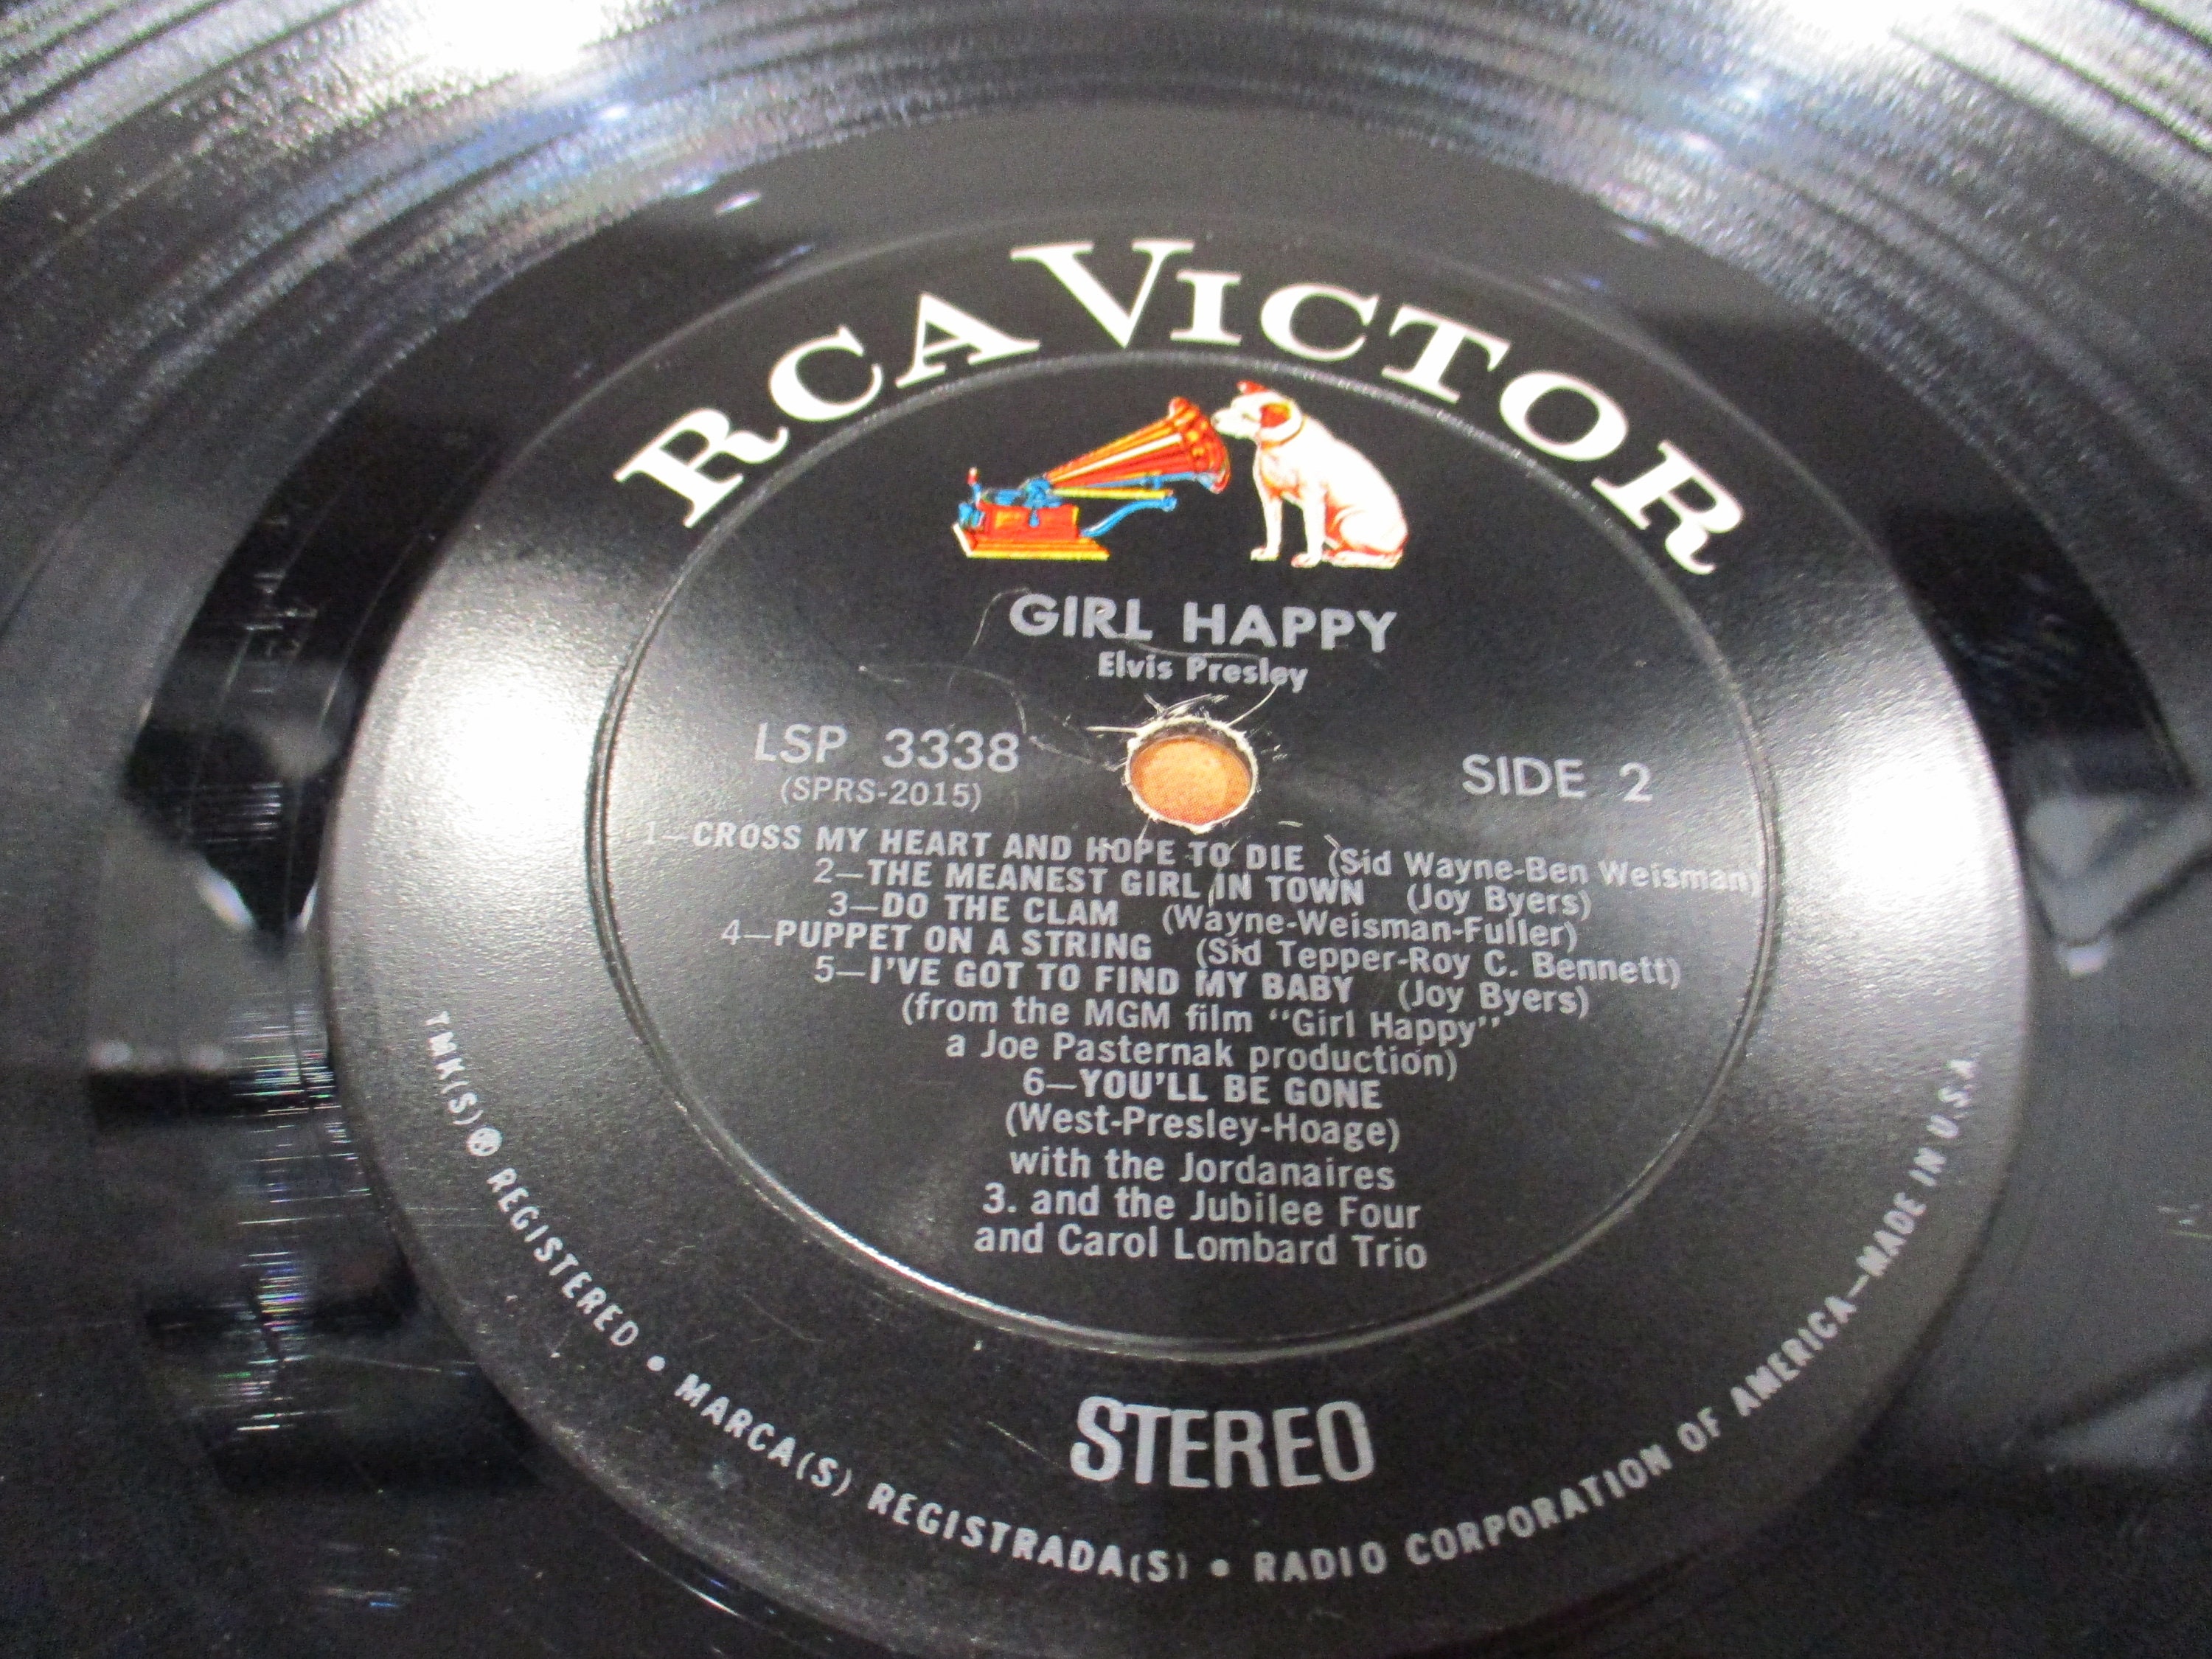 RCA VICTOR
GIRL HAPPY
Elvis Presley
LSP 3338
(SPRS-2015)
SIDE 2
1—CROSS MY HEART AND HOPE TO DIE (Sid Wayne-Ben Weisman)
2—THE MEANEST GIRL IN TOWN (Joy Byers)
3—DO THE CLAM (Wayne-Weisman-Fuller)
4—PUPPET ON A STRING (Sid Tepper-Roy C. Bennett)
5—I'VE GOT TO FIND MY BABY (Joy Byers)
(from the MGM film "Girl Happy"
a Joe Pasternak production)
6—YOU'LL BE GONE
(West-Presley-Hoage)
with the Jordanaires
3. and the Jubilee Four
and Carol Lombard Trio
STEREO
TMK(S) ® REGISTERED • MARCA(S) REGISTRADA(S) • RADIO CORPORATION OF AMERICA—MADE IN U.S.A